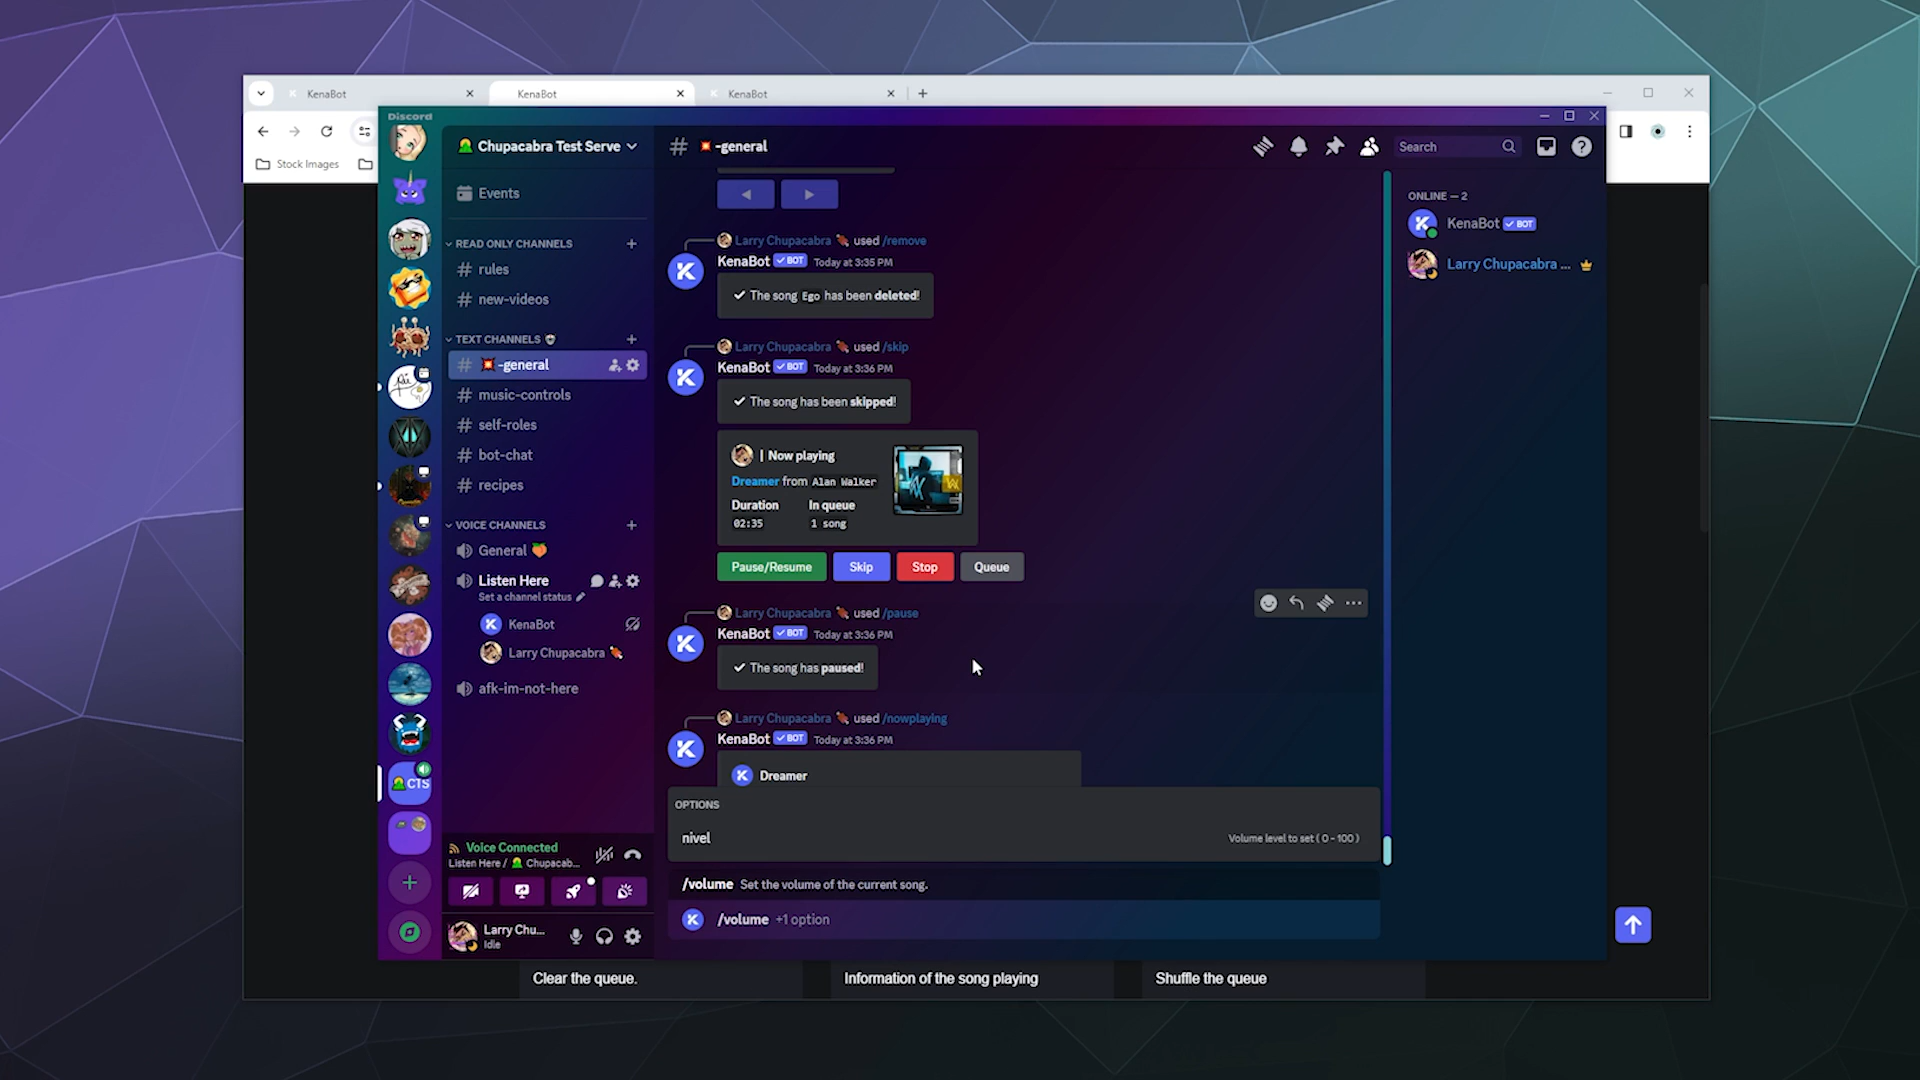 KenaBot
KenaBot
KenaBot
Stock Images
Discord
Chupacabra Test Serve
-general
Search
Events
READ ONLY CHANNELS
rules
new-videos
TEXT CHANNELS
-general
music-controls
self-roles
bot-chat
recipes
VOICE CHANNELS
General
Listen Here
Set a channel status
KenaBot
Larry Chupacabra
afk-im-not-here
CTS
Voice Connected
Listen Here / Chupacab...
Larry Chu...
Idle
Larry Chupacabra used /remove
KenaBot BOT Today at 3:35 PM
The song Ego has been deleted!
Larry Chupacabra used /skip
KenaBot BOT Today at 3:36 PM
The song has been skipped!
| Now playing
Dreamer from Alan Walker
Duration In queue
02:35 1 song
Pause/Resume Skip Stop Queue
Larry Chupacabra used /pause
KenaBot BOT Today at 3:36 PM
The song has paused!
Larry Chupacabra used /nowplaying
KenaBot BOT Today at 3:36 PM
Dreamer
OPTIONS
nivel Volume level to set ( 0 - 100 )
/volume Set the volume of the current song.
/volume +1 option
ONLINE — 2
KenaBot BOT
Larry Chupacabra ...
Clear the queue. Information of the song playing Shuffle the queue